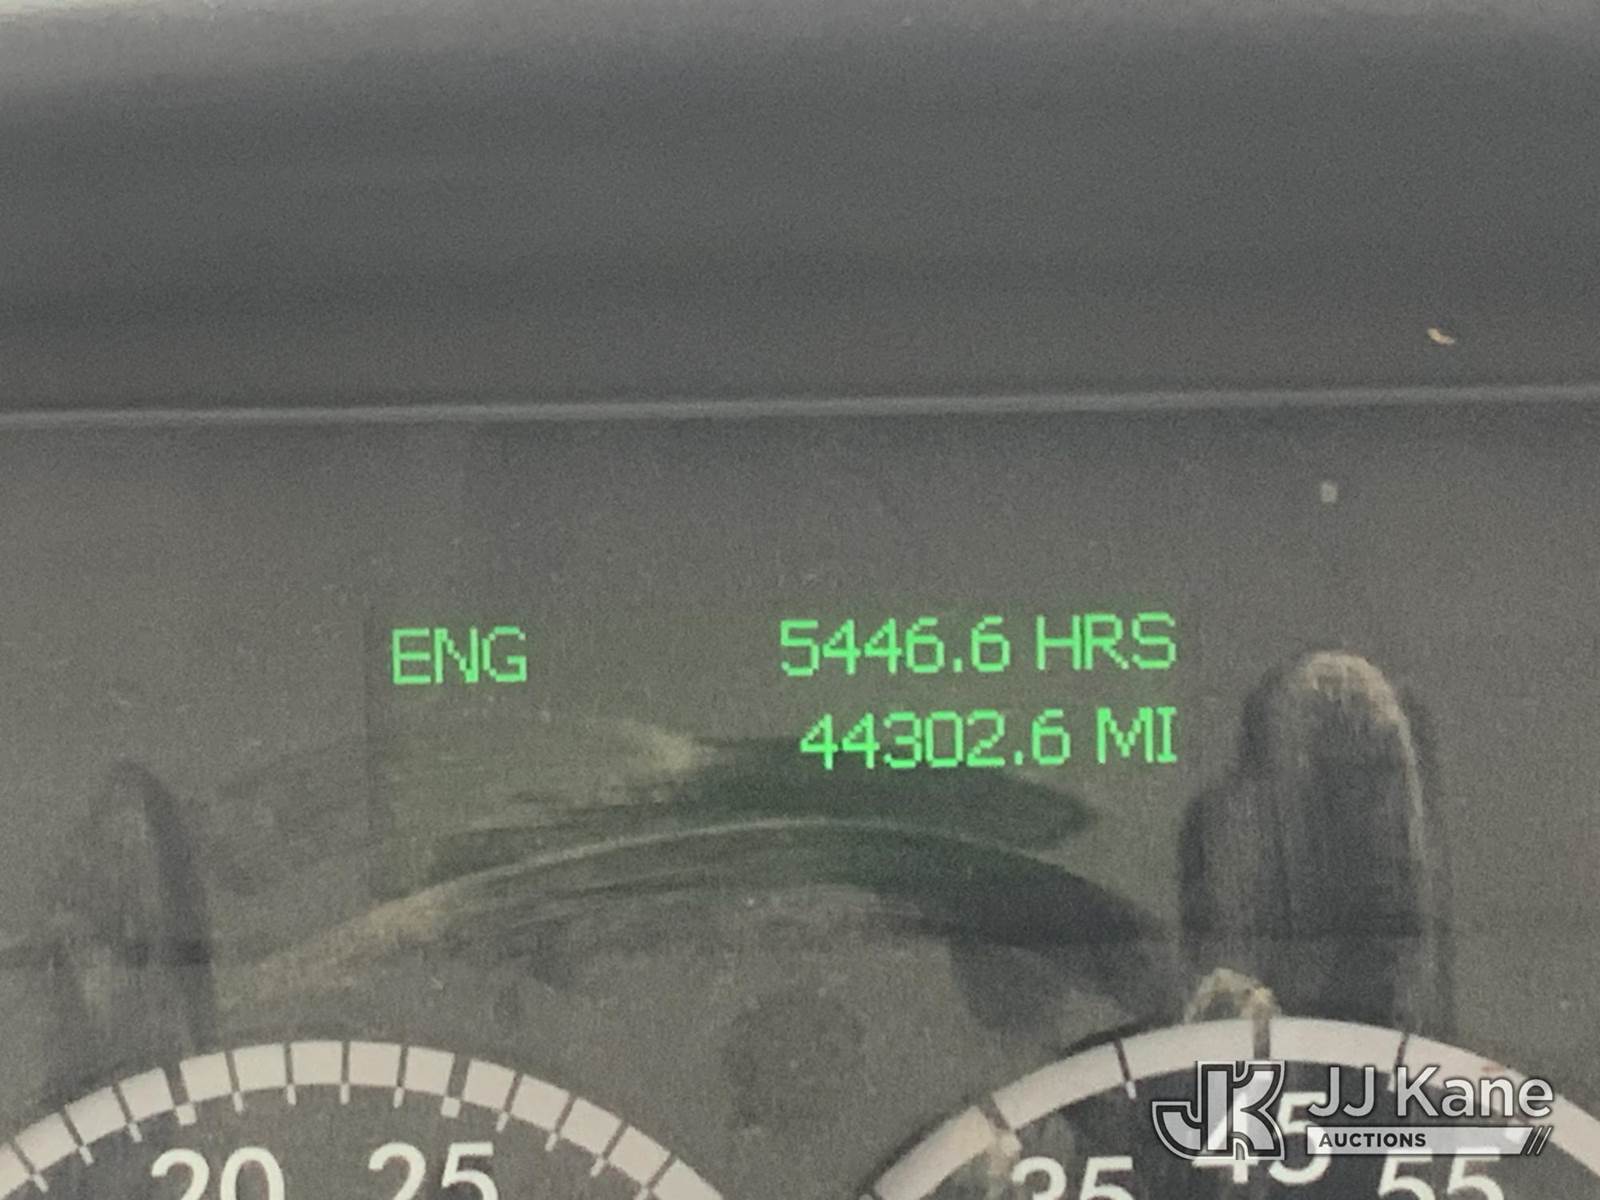 ENG 5446.6 HRS
44302.6 MI
20 25
35 45 55
JJ Kane
AUCTIONS